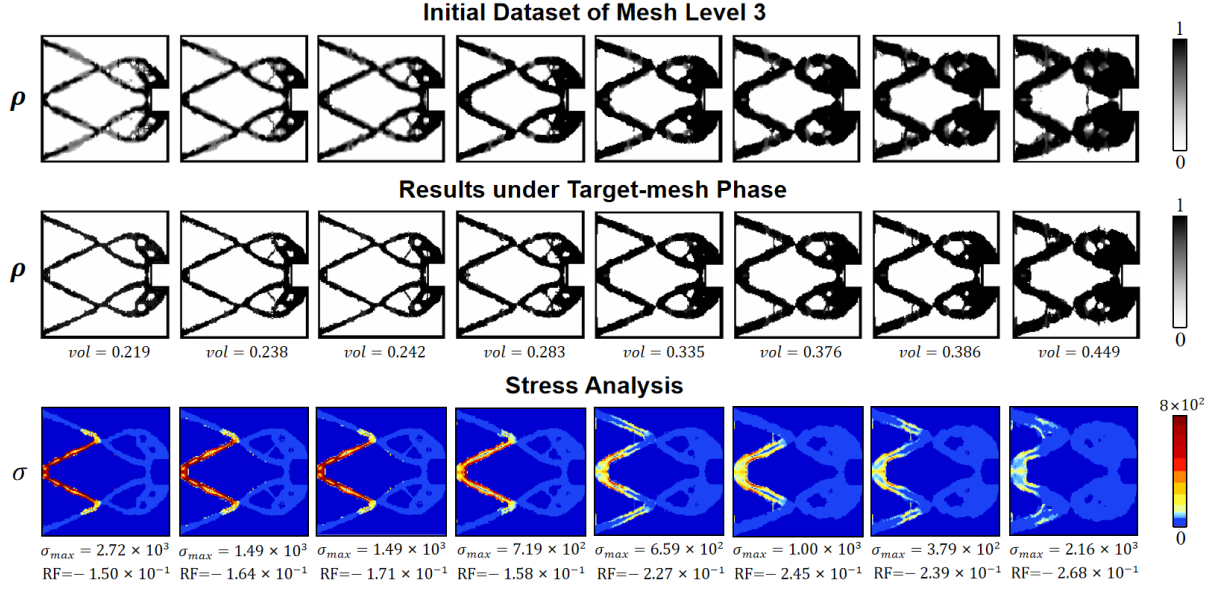 Initial Dataset of Mesh Level 3
1
ρ
0
Results under Target-mesh Phase
1
ρ
0
vol = 0.219 vol = 0.238 vol = 0.242 vol = 0.283 vol = 0.335 vol = 0.376 vol = 0.386 vol = 0.449
Stress Analysis
8×10²
σ
0
σmax = 2.72 × 10³ σmax = 1.49 × 10³ σmax = 1.49 × 10³ σmax = 7.19 × 10² σmax = 6.59 × 10² σmax = 1.00 × 10³ σmax = 3.79 × 10² σmax = 2.16 × 10³
RF=− 1.50 × 10⁻¹ RF=− 1.64 × 10⁻¹ RF=− 1.71 × 10⁻¹ RF=− 1.58 × 10⁻¹ RF=− 2.27 × 10⁻¹ RF=− 2.45 × 10⁻¹ RF=− 2.39 × 10⁻¹ RF=− 2.68 × 10⁻¹